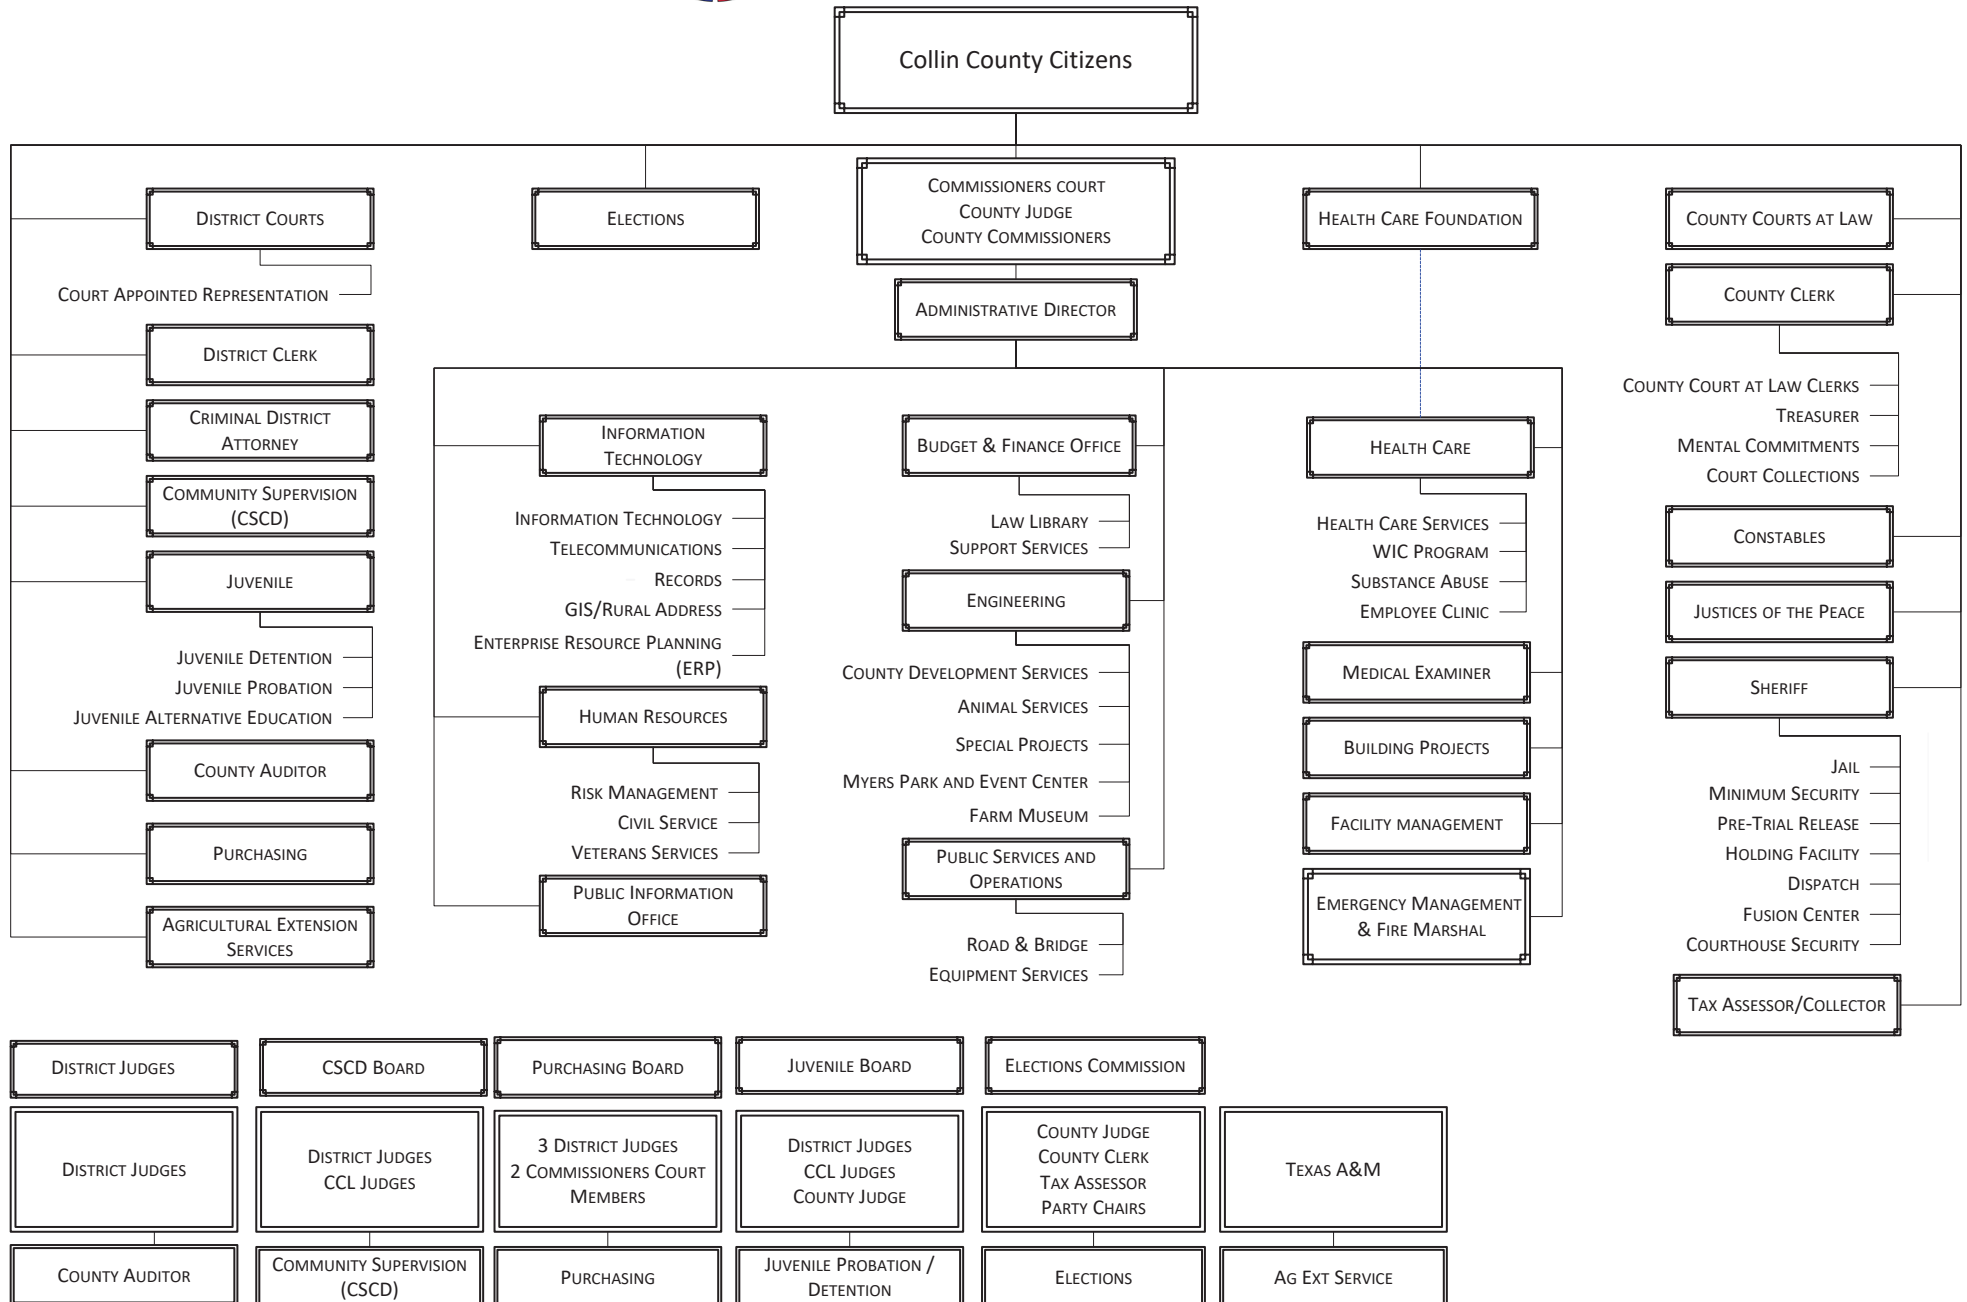 Collin County Citizens
DISTRICT COURTS
COURT APPOINTED REPRESENTATION
DISTRICT CLERK
CRIMINAL DISTRICT
ATTORNEY
COMMUNITY SUPERVISION
(CSCD)
JUVENILE
JUVENILE DETENTION
JUVENILE PROBATION
JUVENILE ALTERNATIVE EDUCATION
COUNTY AUDITOR
PURCHASING
AGRICULTURAL EXTENSION
SERVICES
ELECTIONS
COMMISSIONERS COURT
COUNTY JUDGE
COUNTY COMMISSIONERS
ADMINISTRATIVE DIRECTOR
INFORMATION
TECHNOLOGY
INFORMATION TECHNOLOGY
TELECOMMUNICATIONS
RECORDS
GIS/RURAL ADDRESS
ENTERPRISE RESOURCE PLANNING
(ERP)
HUMAN RESOURCES
RISK MANAGEMENT
CIVIL SERVICE
VETERANS SERVICES
PUBLIC INFORMATION
OFFICE
BUDGET & FINANCE OFFICE
LAW LIBRARY
SUPPORT SERVICES
ENGINEERING
COUNTY DEVELOPMENT SERVICES
ANIMAL SERVICES
SPECIAL PROJECTS
MYERS PARK AND EVENT CENTER
FARM MUSEUM
PUBLIC SERVICES AND
OPERATIONS
ROAD & BRIDGE
EQUIPMENT SERVICES
HEALTH CARE FOUNDATION
HEALTH CARE
HEALTH CARE SERVICES
WIC PROGRAM
SUBSTANCE ABUSE
EMPLOYEE CLINIC
MEDICAL EXAMINER
BUILDING PROJECTS
FACILITY MANAGEMENT
EMERGENCY MANAGEMENT
& FIRE MARSHAL
COUNTY COURTS AT LAW
COUNTY CLERK
COUNTY COURT AT LAW CLERKS
TREASURER
MENTAL COMMITMENTS
COURT COLLECTIONS
CONSTABLES
JUSTICES OF THE PEACE
SHERIFF
JAIL
MINIMUM SECURITY
PRE-TRIAL RELEASE
HOLDING FACILITY
DISPATCH
FUSION CENTER
COURTHOUSE SECURITY
TAX ASSESSOR/COLLECTOR
DISTRICT JUDGES
DISTRICT JUDGES
COUNTY AUDITOR
CSCD BOARD
DISTRICT JUDGES
CCL JUDGES
COMMUNITY SUPERVISION
(CSCD)
PURCHASING BOARD
3 DISTRICT JUDGES
2 COMMISSIONERS COURT
MEMBERS
PURCHASING
JUVENILE BOARD
DISTRICT JUDGES
CCL JUDGES
COUNTY JUDGE
JUVENILE PROBATION /
DETENTION
ELECTIONS COMMISSION
COUNTY JUDGE
COUNTY CLERK
TAX ASSESSOR
PARTY CHAIRS
ELECTIONS
TEXAS A&M
AG EXT SERVICE